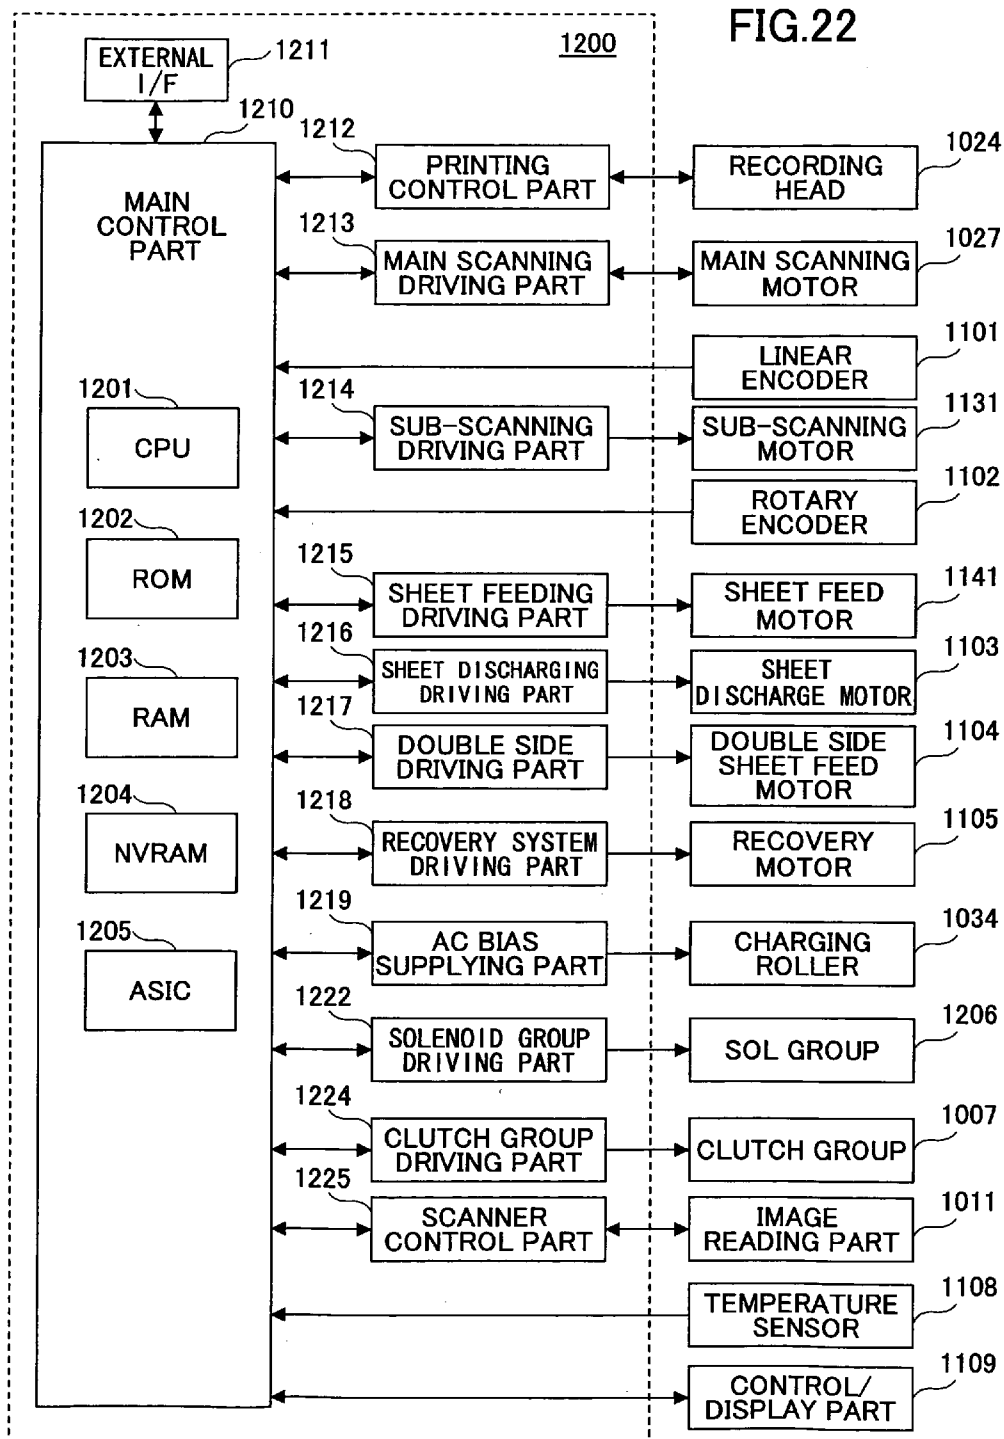 FIG.22
1200
EXTERNAL
I/F
1211
1210
MAIN
CONTROL
PART
1201
CPU
1202
ROM
1203
RAM
1204
NVRAM
1205
ASIC
1212
PRINTING
CONTROL PART
RECORDING
HEAD
1024
1213
MAIN SCANNING
DRIVING PART
MAIN SCANNING
MOTOR
1027
LINEAR
ENCODER
1101
1214
SUB-SCANNING
DRIVING PART
SUB-SCANNING
MOTOR
1131
ROTARY
ENCODER
1102
1215
SHEET FEEDING
DRIVING PART
SHEET FEED
MOTOR
1141
1216
SHEET DISCHARGING
DRIVING PART
SHEET
DISCHARGE MOTOR
1103
1217
DOUBLE SIDE
DRIVING PART
DOUBLE SIDE
SHEET FEED
MOTOR
1104
1218
RECOVERY SYSTEM
DRIVING PART
RECOVERY
MOTOR
1105
1219
AC BIAS
SUPPLYING PART
CHARGING
ROLLER
1034
1222
SOLENOID GROUP
DRIVING PART
SOL GROUP
1206
1224
CLUTCH GROUP
DRIVING PART
CLUTCH GROUP
1007
1225
SCANNER
CONTROL PART
IMAGE
READING PART
1011
TEMPERATURE
SENSOR
1108
CONTROL/
DISPLAY PART
1109